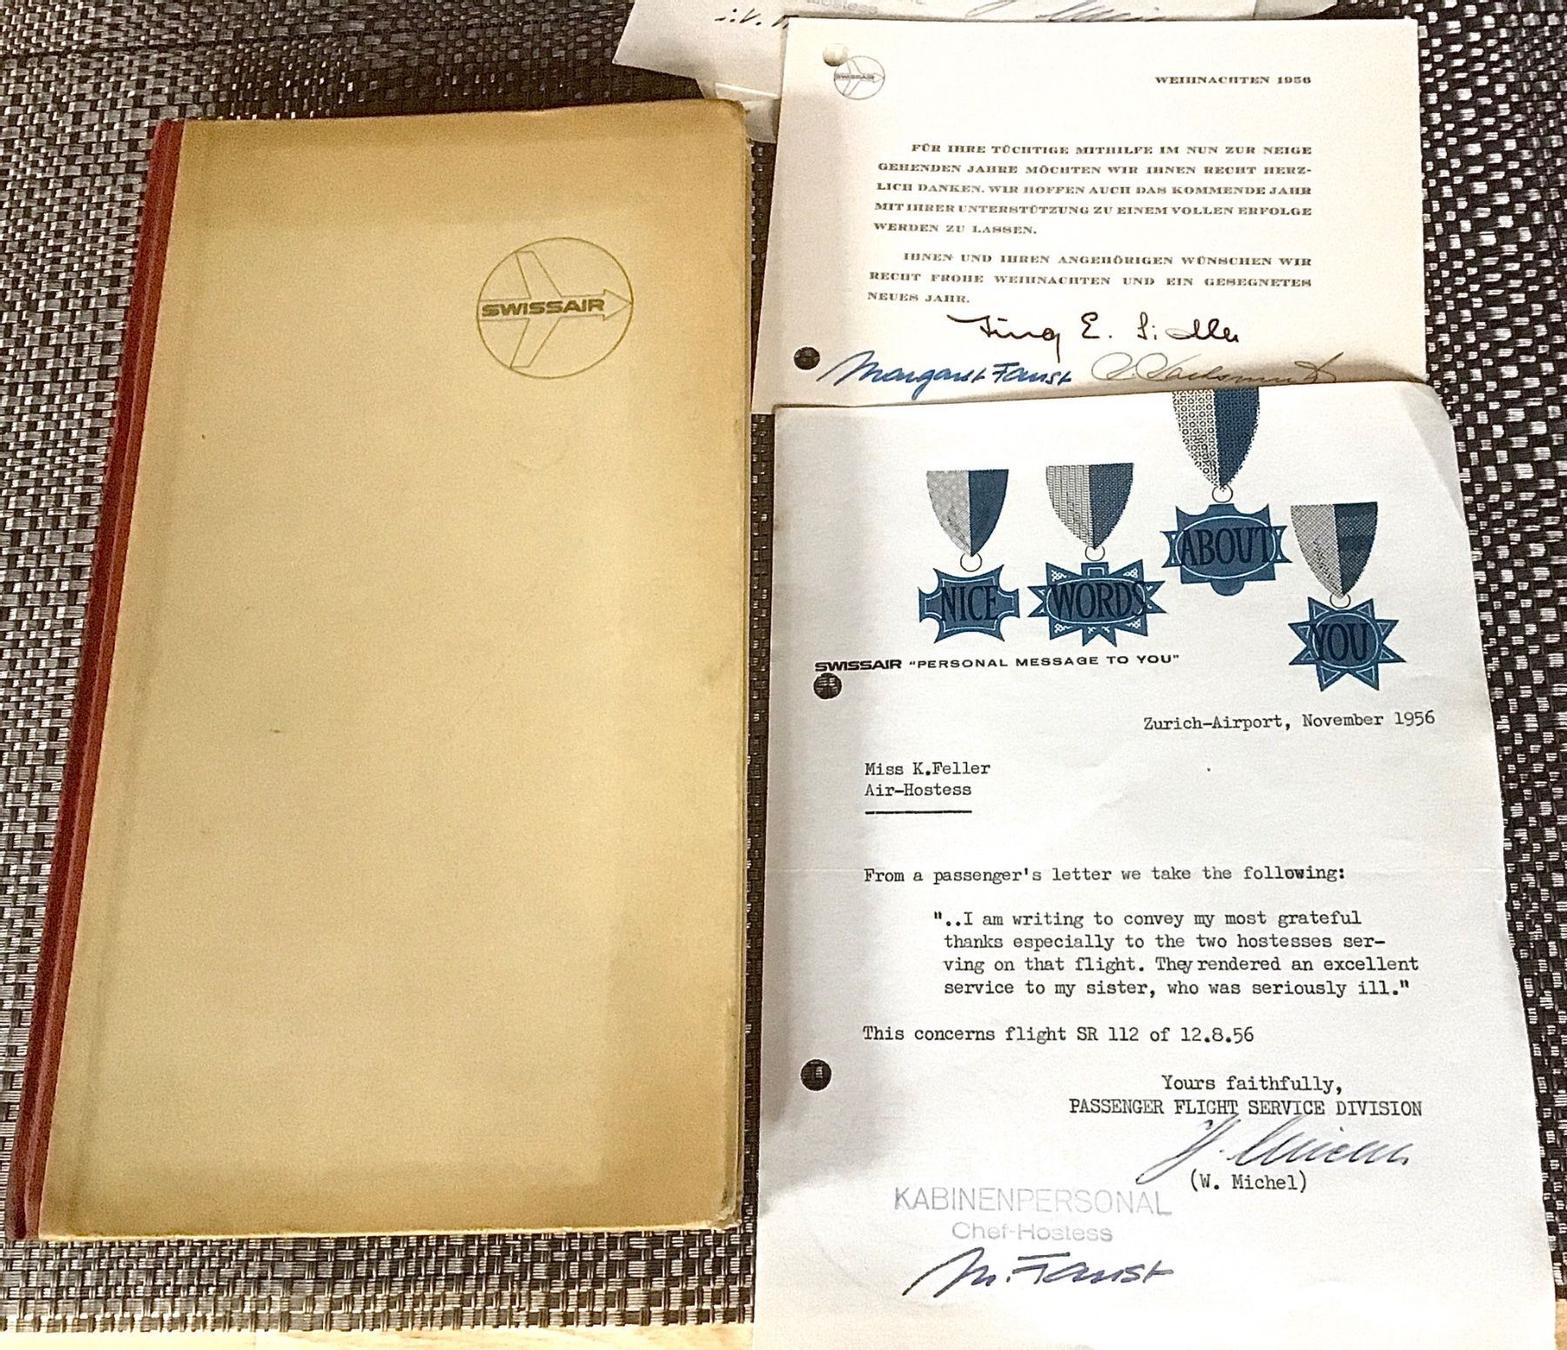 Hostess
SWISSAIR
SWISSAIR
WEIHNACHTEN 1956
FÜR IHRE TÜCHTIGE MITHILFE IM NUN ZUR NEIGE
GEHENDEN JAHRE MÖCHTEN WIR IHNEN RECHT HERZ-
LICH DANKEN. WIR HOFFEN AUCH DAS KOMMENDE JAHR
MIT IHRER UNTERSTÜTZUNG ZU EINEM VOLLEN ERFOLGE
WERDEN ZU LASSEN.
IHNEN UND IHREN ANGEHÖRIGEN WÜNSCHEN WIR
RECHT FROHE WEIHNACHTEN UND EIN GESEGNETES
NEUES JAHR.
E.
Margaret Faust
NICE WORDS ABOUT YOU
SWISSAIR "PERSONAL MESSAGE TO YOU"
Zurich-Airport, November 1956
Miss K.Feller
Air-Hostess
From a passenger's letter we take the following:
"..I am writing to convey my most grateful
thanks especially to the two hostesses ser-
ving on that flight. They rendered an excellent
service to my sister, who was seriously ill."
This concerns flight SR 112 of 12.8.56
Yours faithfully,
PASSENGER FLIGHT SERVICE DIVISION
(W. Michel)
KABINENPERSONAL
Chef-Hostess
M. Faust